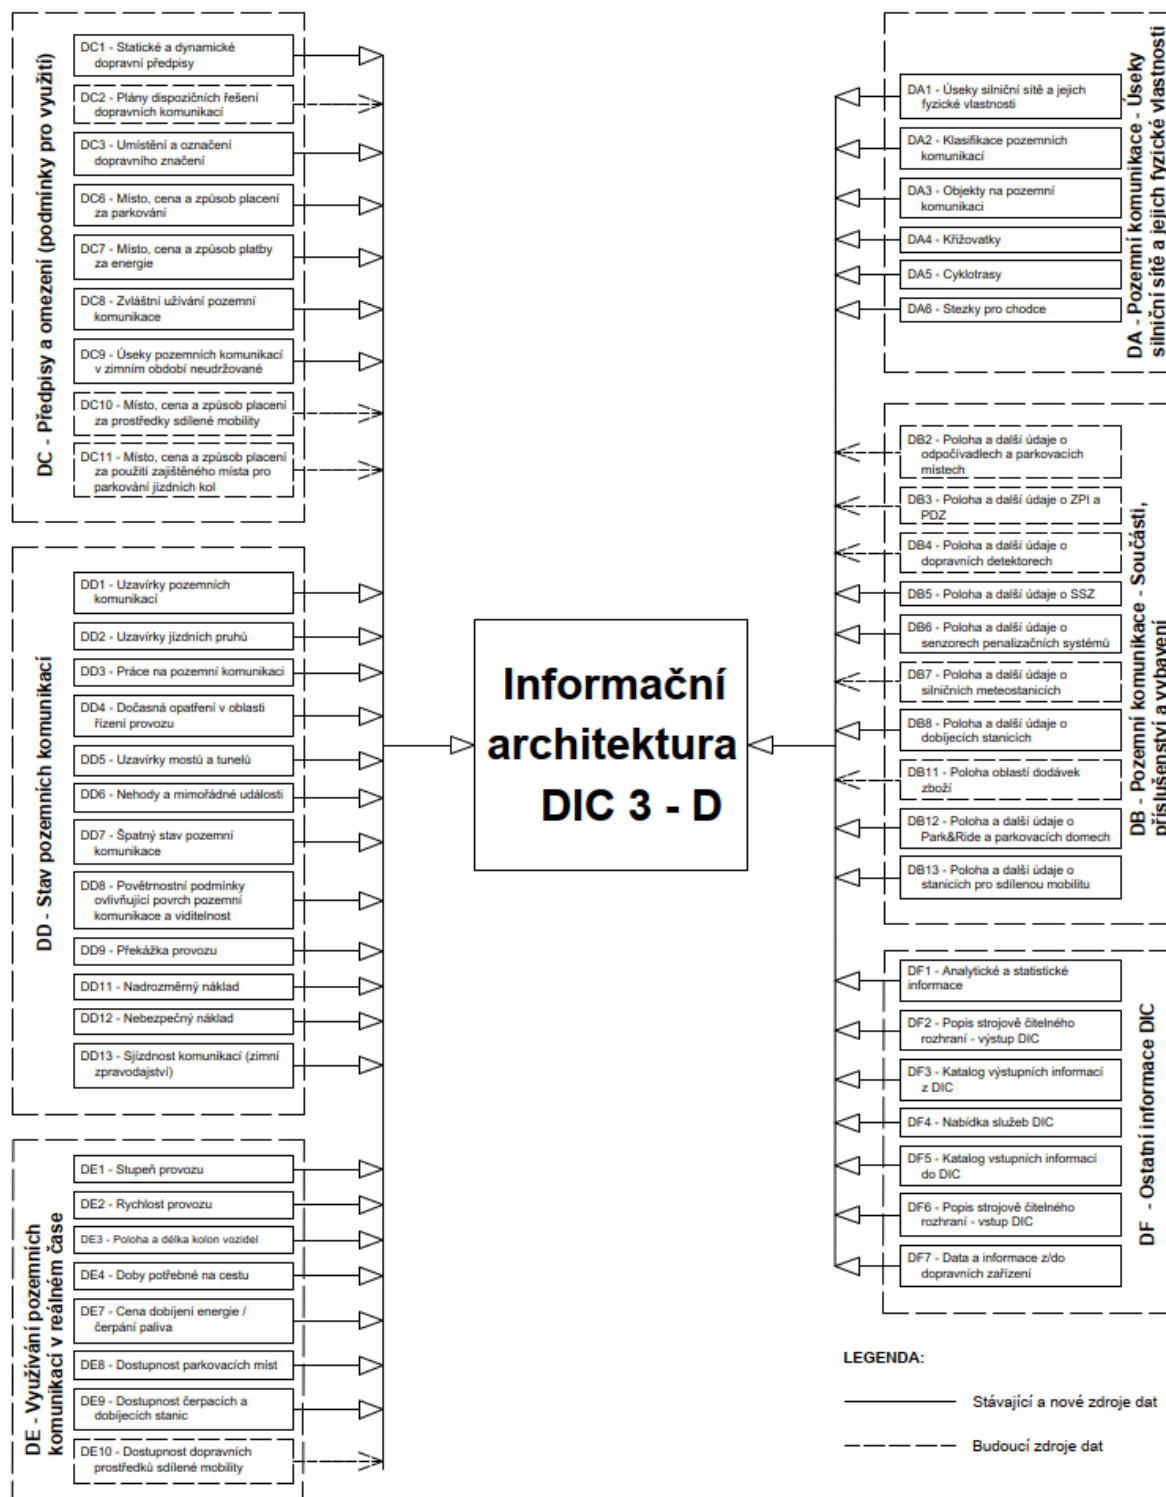 DC - Předpisy a omezení (podmínky pro využití)
DC1 - Statické a dynamické
dopravní předpisy
DC2 - Plány dispozičních řešení
dopravních komunikací
DC3 - Umístění a označení
dopravního značení
DC6 - Místo, cena a způsob placení
za parkování
DC7 - Místo, cena a způsob platby
za energie
DC8 - Zvláštní užívání pozemní
komunikace
DC9 - Úseky pozemních komunikací
v zimním období neudržované
DC10 - Místo, cena a způsob placení
za prostředky sdílené mobility
DC11 - Místo, cena a způsob placení
za použití zajištěného místa pro
parkování jízdních kol
DD - Stav pozemních komunikací
DD1 - Uzavírky pozemních
komunikací
DD2 - Uzavírky jízdních pruhů
DD3 - Práce na pozemní komunikaci
DD4 - Dočasná opatření v oblasti
řízení provozu
DD5 - Uzavírky mostů a tunelů
DD6 - Nehody a mimořádné události
DD7 - Špatný stav pozemní
komunikace
DD8 - Povětrnostní podmínky
ovlivňující povrch pozemní
komunikace a viditelnost
DD9 - Překážka provozu
DD11 - Nadrozměrný náklad
DD12 - Nebezpečný náklad
DD13 - Sjízdnost komunikací (zimní
zpravodajství)
DE - Využívání pozemních
komunikací v reálném čase
DE1 - Stupeň provozu
DE2 - Rychlost provozu
DE3 - Poloha a délka kolon vozidel
DE4 - Doby potřebné na cestu
DE7 - Cena dobíjení energie /
čerpání paliva
DE8 - Dostupnost parkovacích míst
DE9 - Dostupnost čerpacích a
dobíjecích stanic
DE10 - Dostupnost dopravních
prostředků sdílené mobility
Informační
architektura
DIC 3 - D
DA - Pozemní komunikace - Úseky
silniční sítě a jejich fyzické vlastnosti
DA1 - Úseky silniční sítě a jejich
fyzické vlastnosti
DA2 - Klasifikace pozemních
komunikací
DA3 - Objekty na pozemní
komunikaci
DA4 - Křižovatky
DA5 - Cyklotrasy
DA6 - Stezky pro chodce
DB - Pozemní komunikace - Součásti,
příslušenství a vybavení
DB2 - Poloha a další údaje o
odpočívadlech a parkovacích
místech
DB3 - Poloha a další údaje o ZPI a
PDZ
DB4 - Poloha a další údaje o
dopravních detektorech
DB5 - Poloha a další údaje o SSZ
DB6 - Poloha a další údaje o
senzorech penalizačních systémů
DB7 - Poloha a další údaje o
silničních meteostanicích
DB8 - Poloha a další údaje o
dobíjecích stanicích
DB11 - Poloha oblastí dodávek
zboží
DB12 - Poloha a další údaje o
Park&Ride a parkovacích domech
DB13 - Poloha a další údaje o
stanicích pro sdílenou mobilitu
DF - Ostatní informace DIC
DF1 - Analytické a statistické
informace
DF2 - Popis strojově čitelného
rozhraní - výstup DIC
DF3 - Katalog výstupních informací
z DIC
DF4 - Nabídka služeb DIC
DF5 - Katalog vstupních informací
do DIC
DF6 - Popis strojově čitelného
rozhraní - vstup DIC
DF7 - Data a informace z/do
dopravních zařízení
LEGENDA:
Stávající a nové zdroje dat
Budoucí zdroje dat